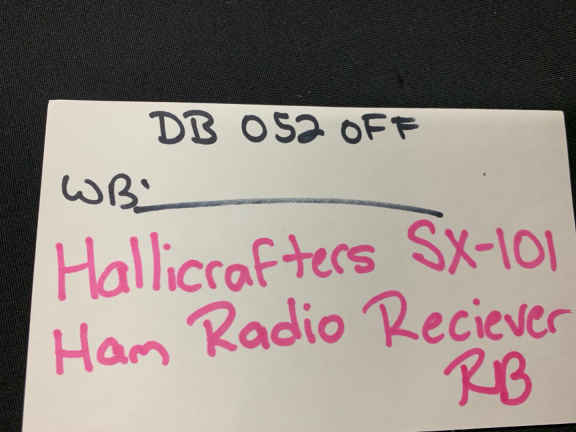 DB 052 OFF
WB:
Hallicrafters SX-101
Ham Radio Reciever
RB